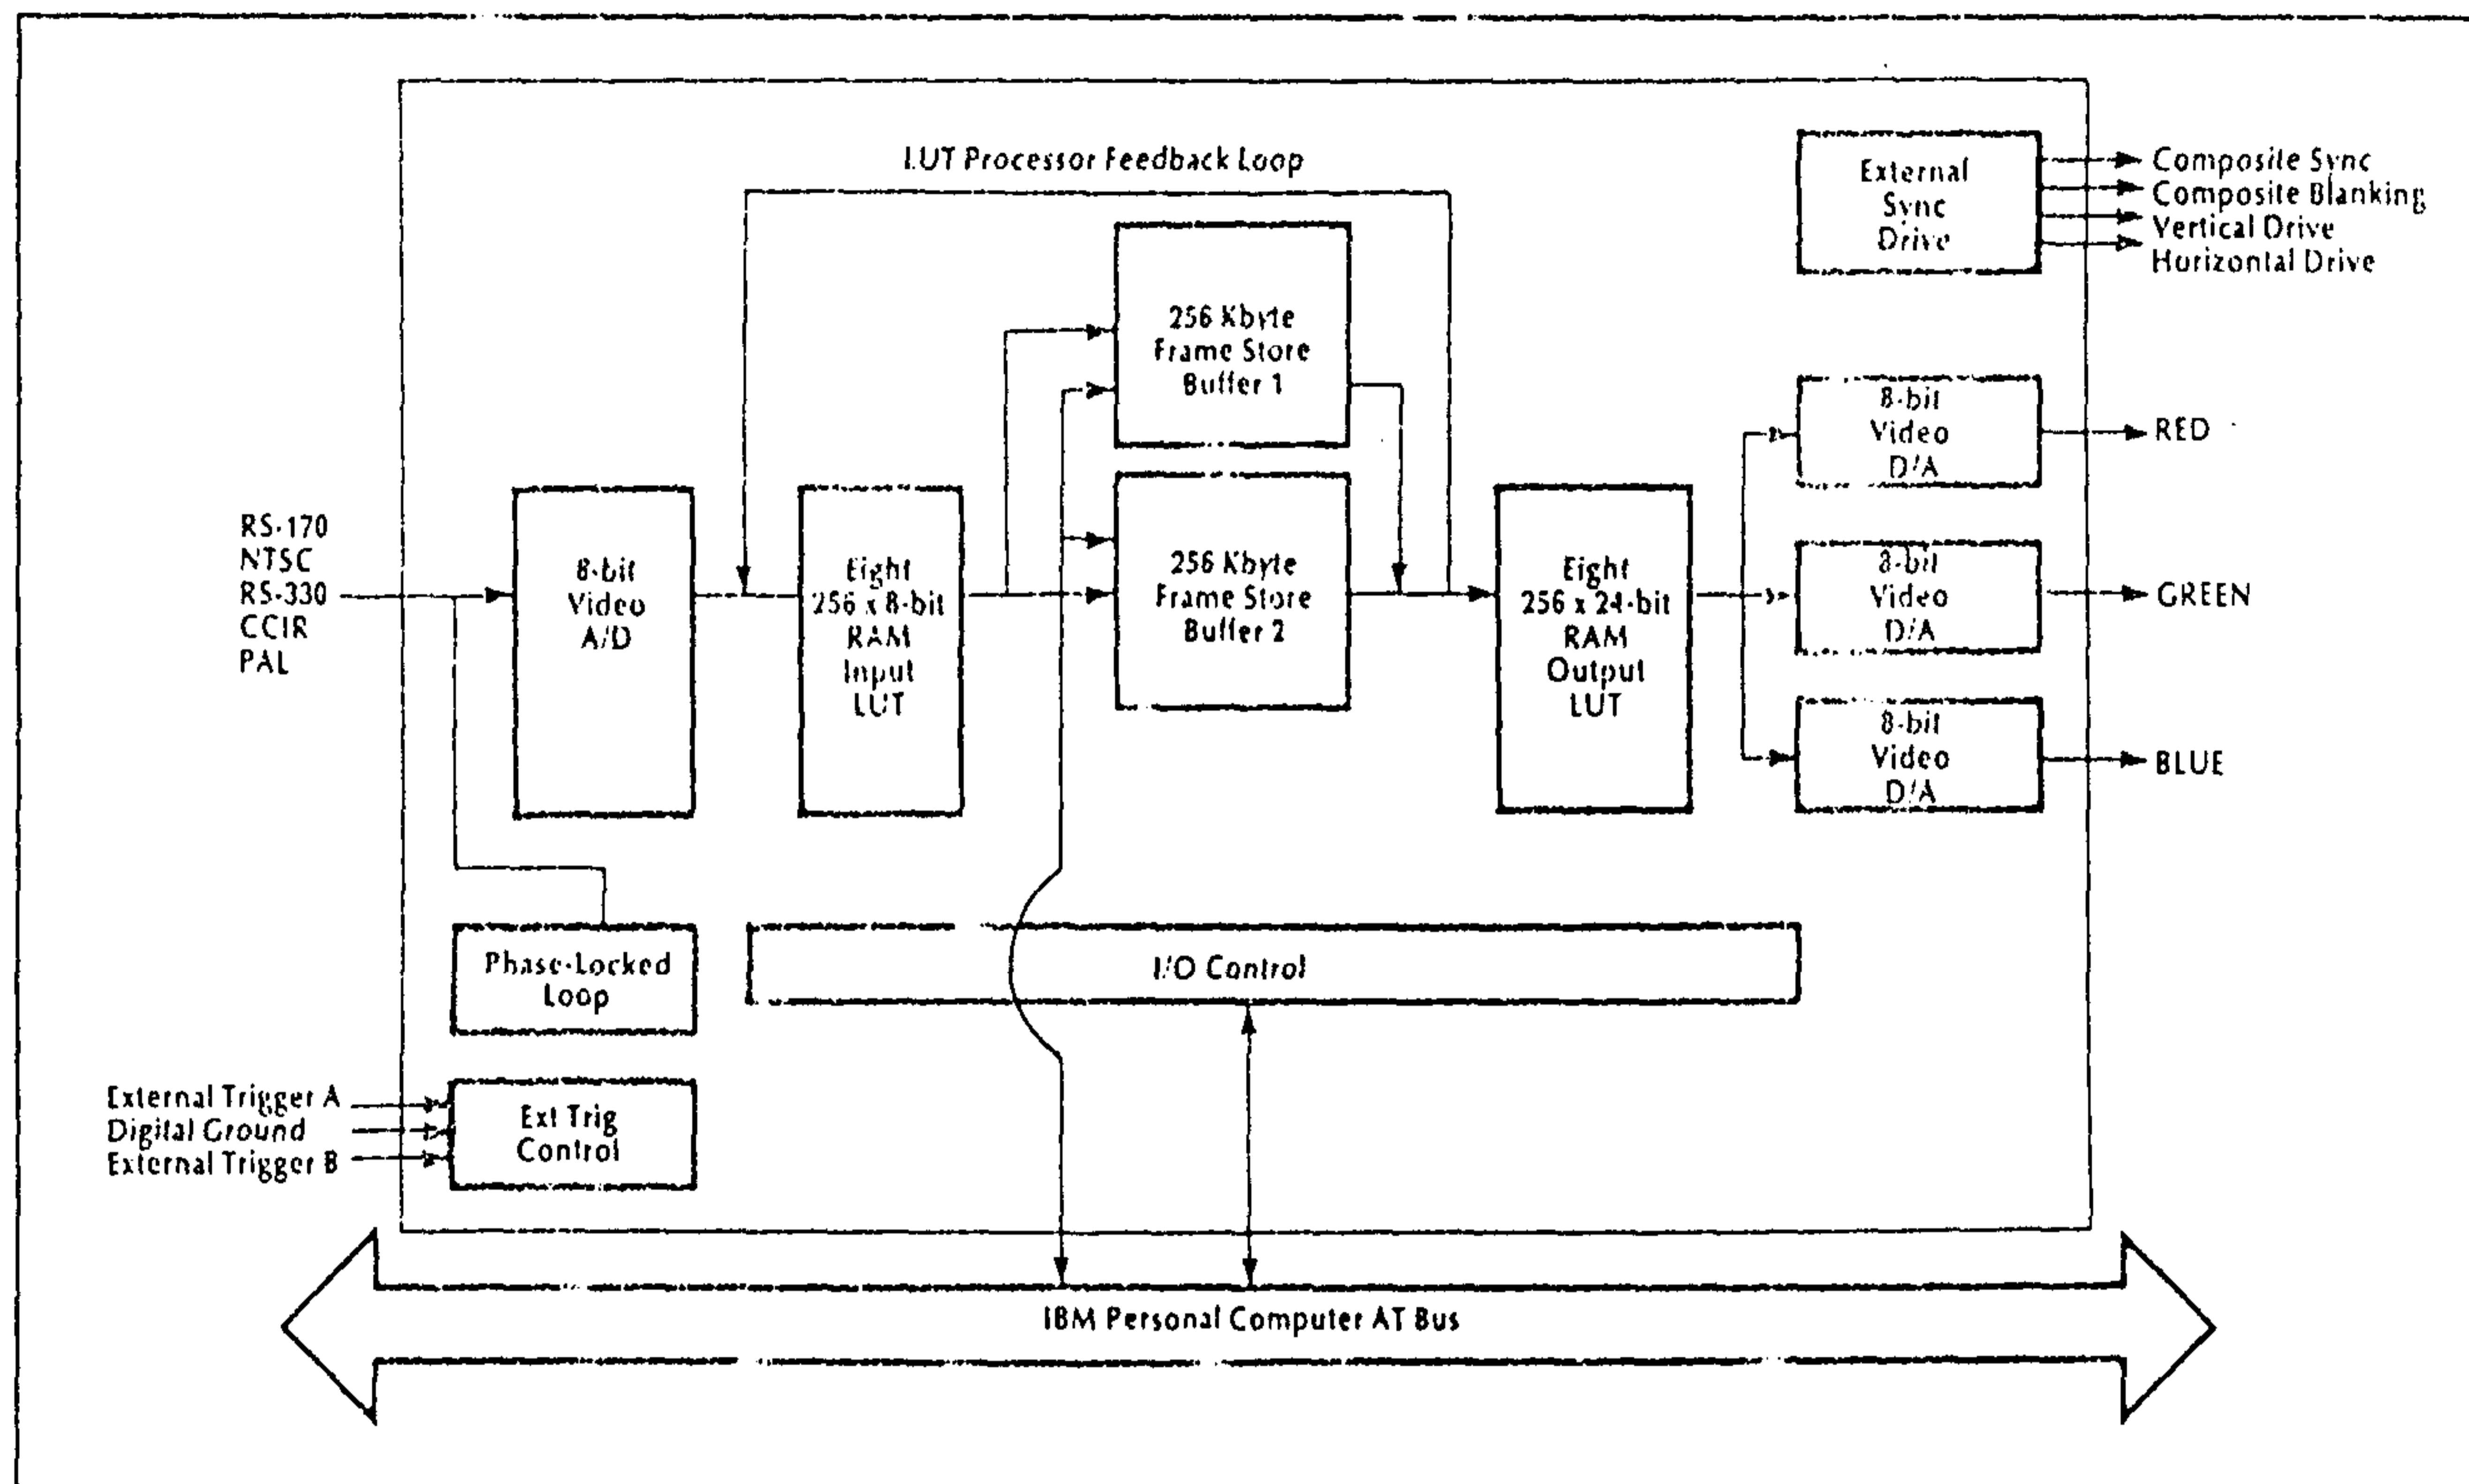 LUT Processor Feedback Loop
External
Sync
Drive
Composite Sync
Composite Blanking
Vertical Drive
Horizontal Drive
256 Kbyte
Frame Store
Buffer 1
256 Kbyte
Frame Store
Buffer 2
RS-170
NTSC
RS-330
CCIR
PAL
8-bit
Video
A/D
Eight
256 x 8-bit
RAM
Input
LUT
Eight
256 x 24-bit
RAM
Output
LUT
8-bit
Video
D/A
RED
8-bit
Video
D/A
GREEN
8-bit
Video
D/A
BLUE
Phase-Locked
Loop
I/O Control
External Trigger A
Digital Ground
External Trigger B
Ext Trig
Control
IBM Personal Computer AT Bus